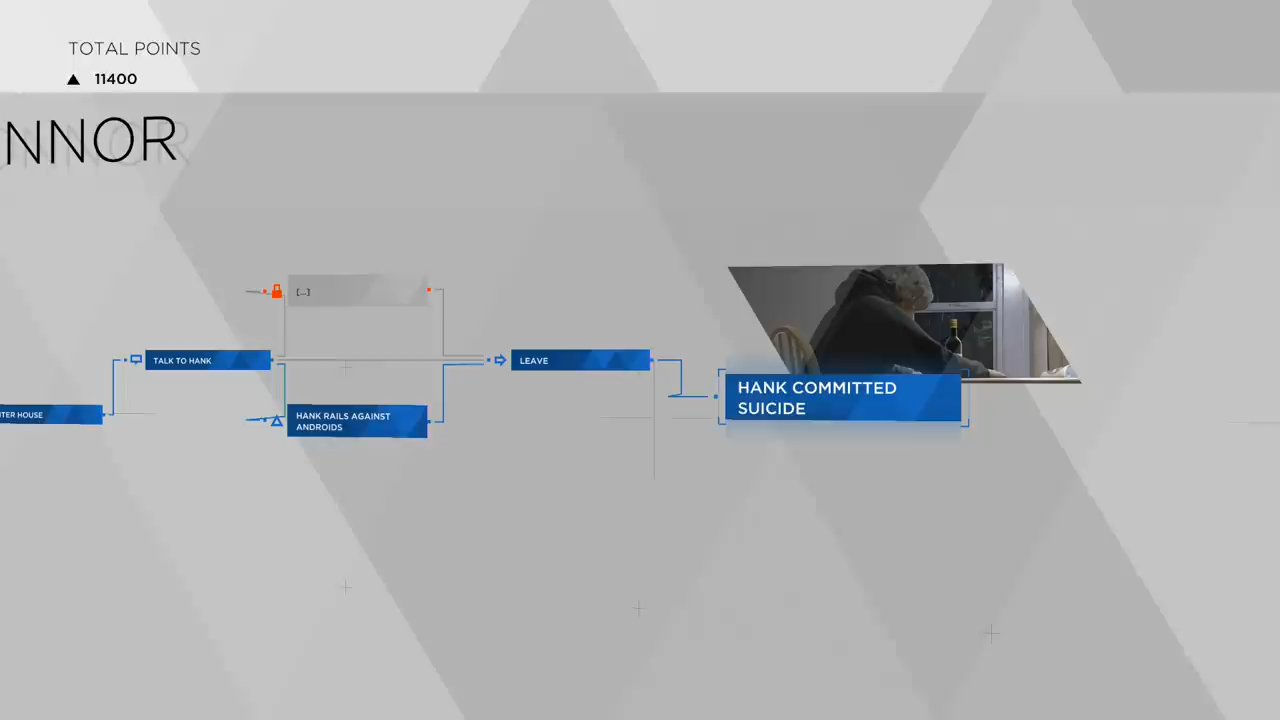 TOTAL POINTS
11400
NNOR
[...]
TALK TO HANK
LEAVE
HANK COMMITTED
SUICIDE
TER HOUSE
HANK RAILS AGAINST
ANDROIDS